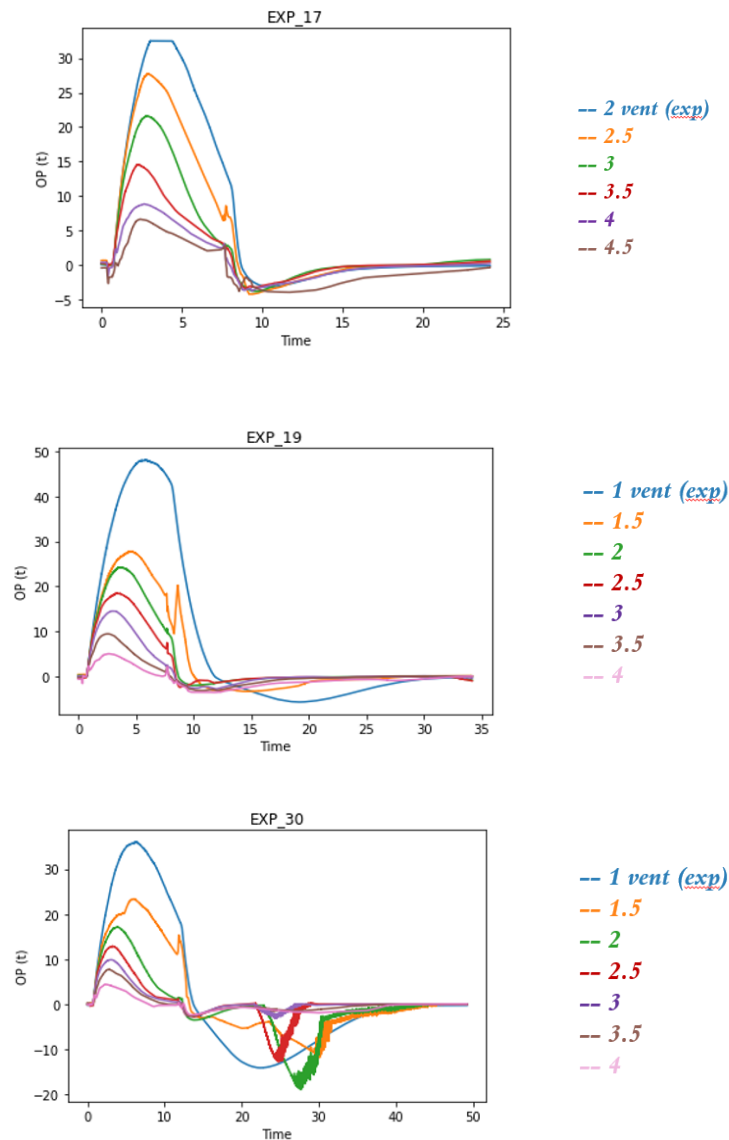 EXP_17
OP (t)
30
25
20
15
10
5
0
−5
0 5 10 15 20 25
Time
-- 2 vent (exp)
-- 2.5
-- 3
-- 3.5
-- 4
-- 4.5
EXP_19
OP (t)
50
40
30
20
10
0
0 5 10 15 20 25 30 35
Time
-- 1 vent (exp)
-- 1.5
-- 2
-- 2.5
-- 3
-- 3.5
-- 4
EXP_30
OP (t)
30
20
10
0
−10
−20
0 10 20 30 40 50
Time
-- 1 vent (exp)
-- 1.5
-- 2
-- 2.5
-- 3
-- 3.5
-- 4